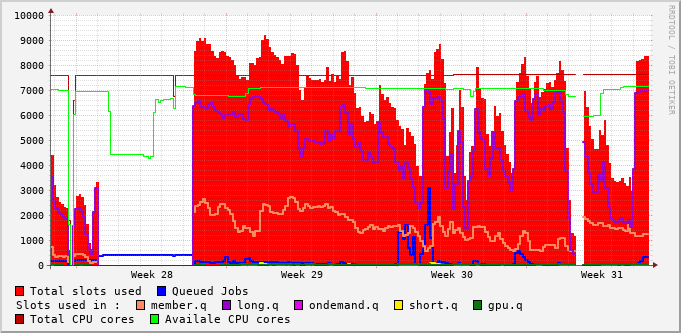 10000
9000
8000
7000
6000
5000
4000
3000
2000
1000
0
Week 28 Week 29 Week 30 Week 31
RRDTOOL / TOBI OETIKER
Total slots used Queued Jobs
Slots used in : member.q long.q ondemand.q short.q gpu.q
Total CPU cores Availale CPU cores